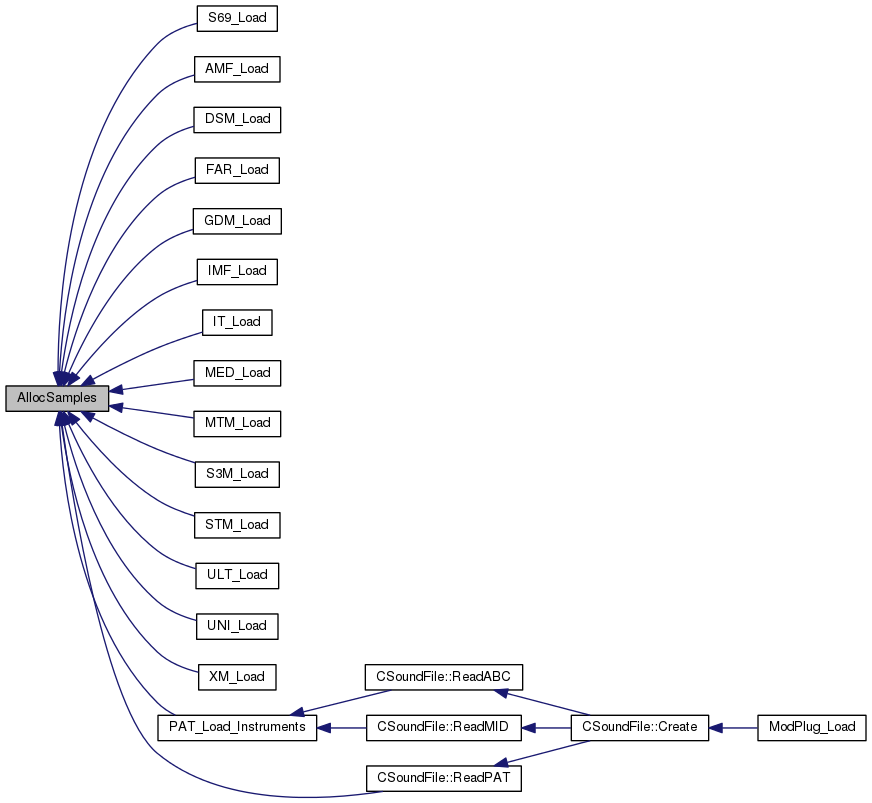 S69_Load
AMF_Load
DSM_Load
FAR_Load
GDM_Load
IMF_Load
IT_Load
MED_Load
AllocSamples
MTM_Load
S3M_Load
STM_Load
ULT_Load
UNI_Load
XM_Load
CSoundFile::ReadABC
PAT_Load_Instruments
CSoundFile::ReadMID
CSoundFile::Create
ModPlug_Load
CSoundFile::ReadPAT